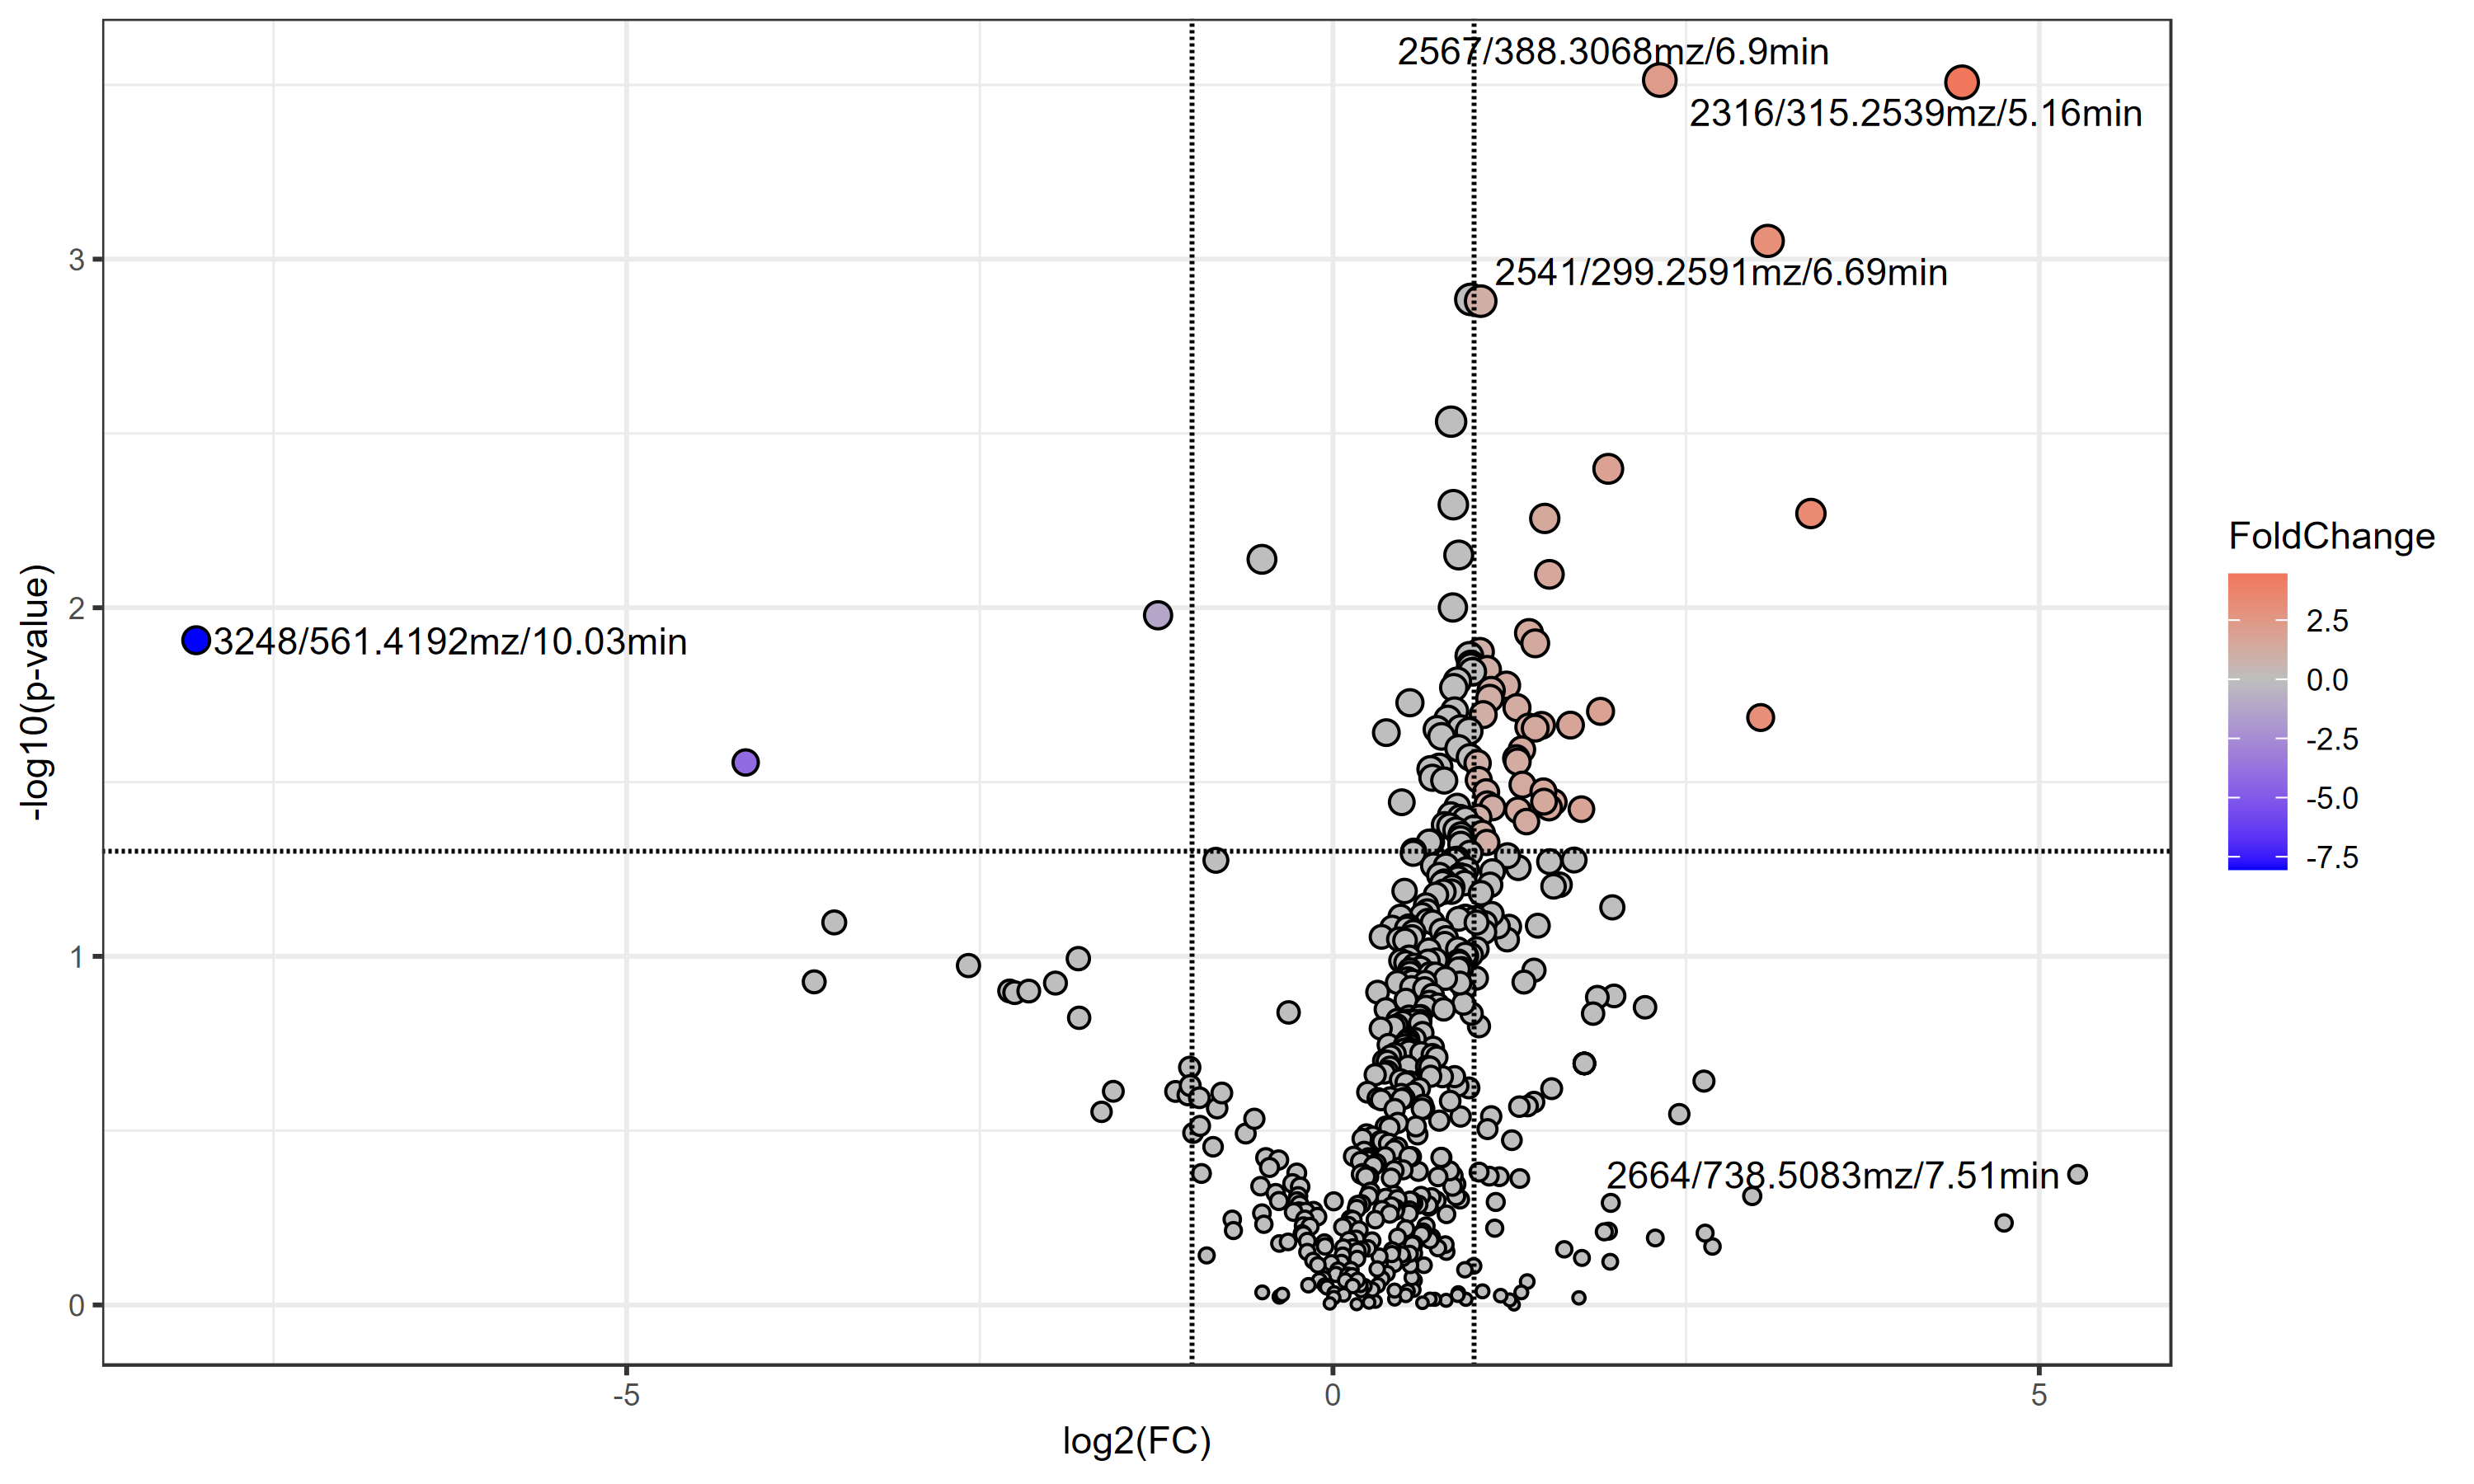 2567/388.3068mz/6.9min
2316/315.2539mz/5.16min
3
2541/299.2591mz/6.69min
FoldChange
2.5
0.0
-2.5
-5.0
-7.5
2
3248/561.4192mz/10.03min
-log10(p-value)
1
2664/738.5083mz/7.51min
0
-5
0
5
log2(FC)